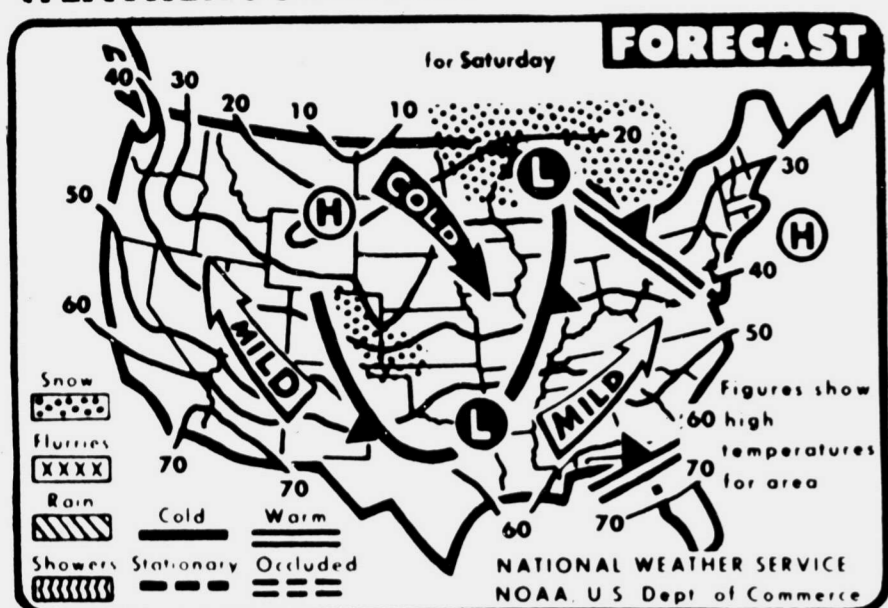 FORECAST
for Saturday
40 30 20 10 10 20 30
50
H
COLD
L
H
40
60
MILD
50
MILD
L
60
70
70
60
70
70
Figures show
high
temperatures
for area
Snow
Flurries
XXXX
Rain
Showers
Cold
Warm
Stationary
Occluded
NATIONAL WEATHER SERVICE
NOAA, U S Dept of Commerce